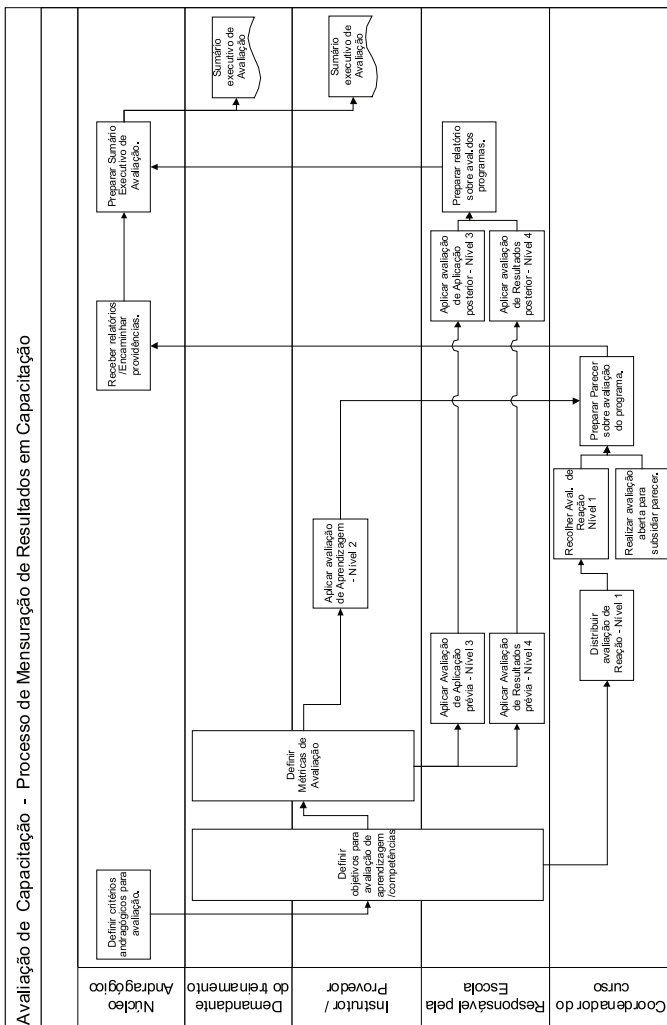 Avaliação de Capacitação - Processo de Mensuração de Resultados em Capacitação
Núcleo
Andragógico
Definir critérios
andragógicos para
avaliação.
Receber relatórios
/Encaminhar
providências.
Preparar Sumário
Executivo de
Avaliação.
Demandante
do treinamento
Definir
objetivos para
avaliação de
aprendizagem
/competências
Definir
Métricas de
Avaliação
Sumário
executivo de
Avaliação
Instrutor /
Provedor
Aplicar avaliação
de Aprendizagem
- Nível 2
Sumário
executivo de
Avaliação
Responsável pela
Escola
Aplicar Avaliação
de Aplicação
prévia - Nível 3
Aplicar Avaliação
de Resultados
prévia - Nível 4
Aplicar avaliação
de Aplicação
posterior - Nível 3
Aplicar avaliação
de Resultados
posterior - Nível 4
Preparar relatório
sobre aval.dos
programas.
Coordenador do
curso
Distribuir
avaliação de
Reação - Nível 1
Recolher Aval. de
Reação
Nível 1
Realizar avaliação
aberta para
subsidiar parecer.
Preparar Parecer
sobre avaliação
do programa.